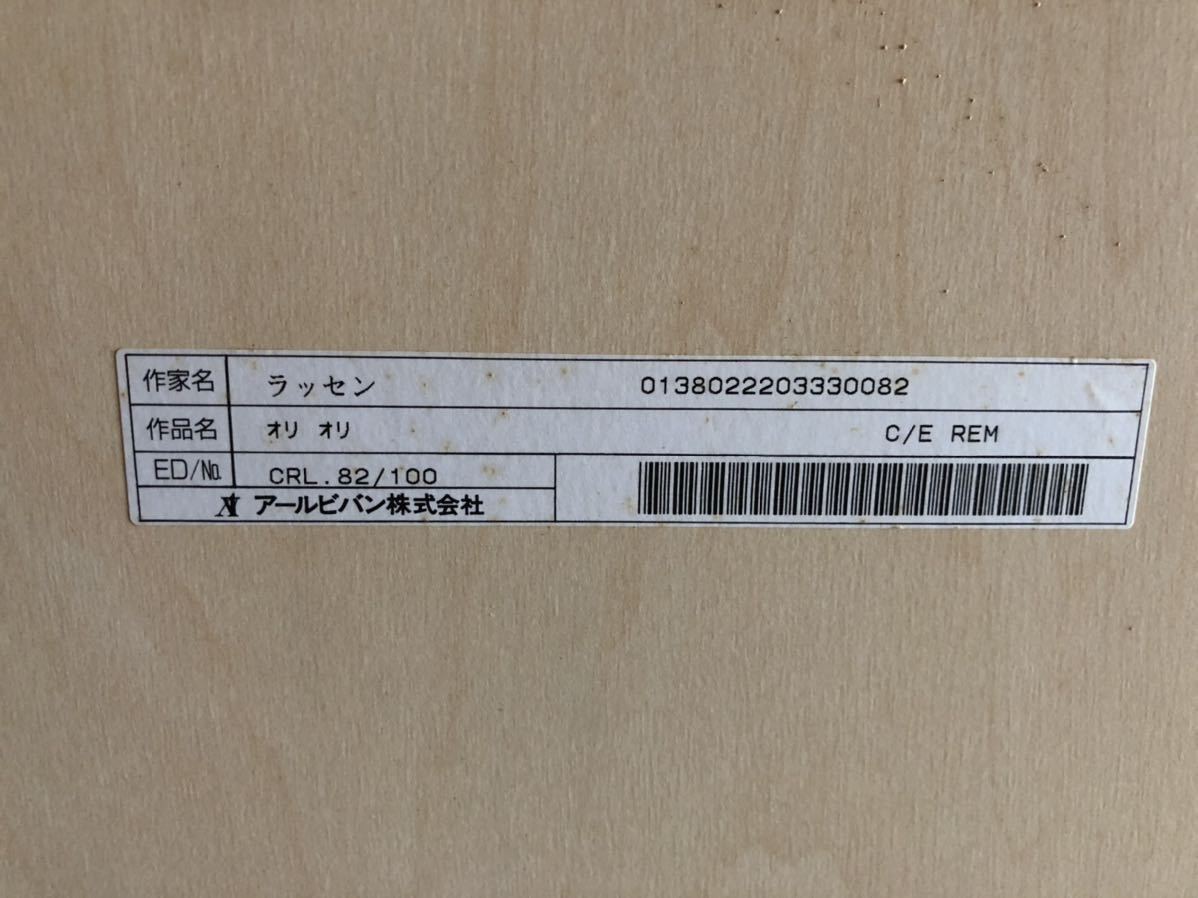 作家名 ラッセン 0138022203330082
作品名 オリ オリ C/E REM
ED/№ CRL.82/100
アールビバン株式会社